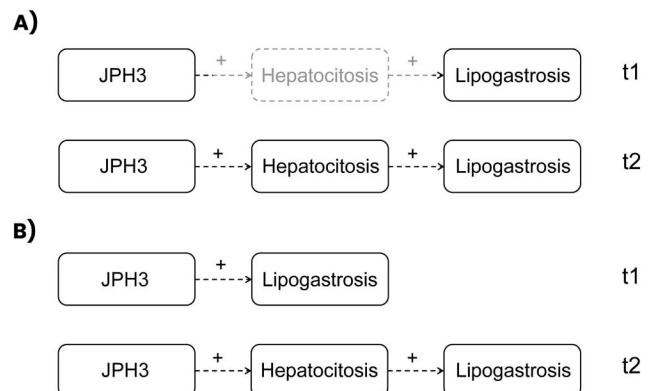 A)
+ +
JPH3 Hepatocitosis Lipogastrosis t1
+ +
JPH3 Hepatocitosis Lipogastrosis t2
B)
+
JPH3 Lipogastrosis t1
+ +
JPH3 Hepatocitosis Lipogastrosis t2